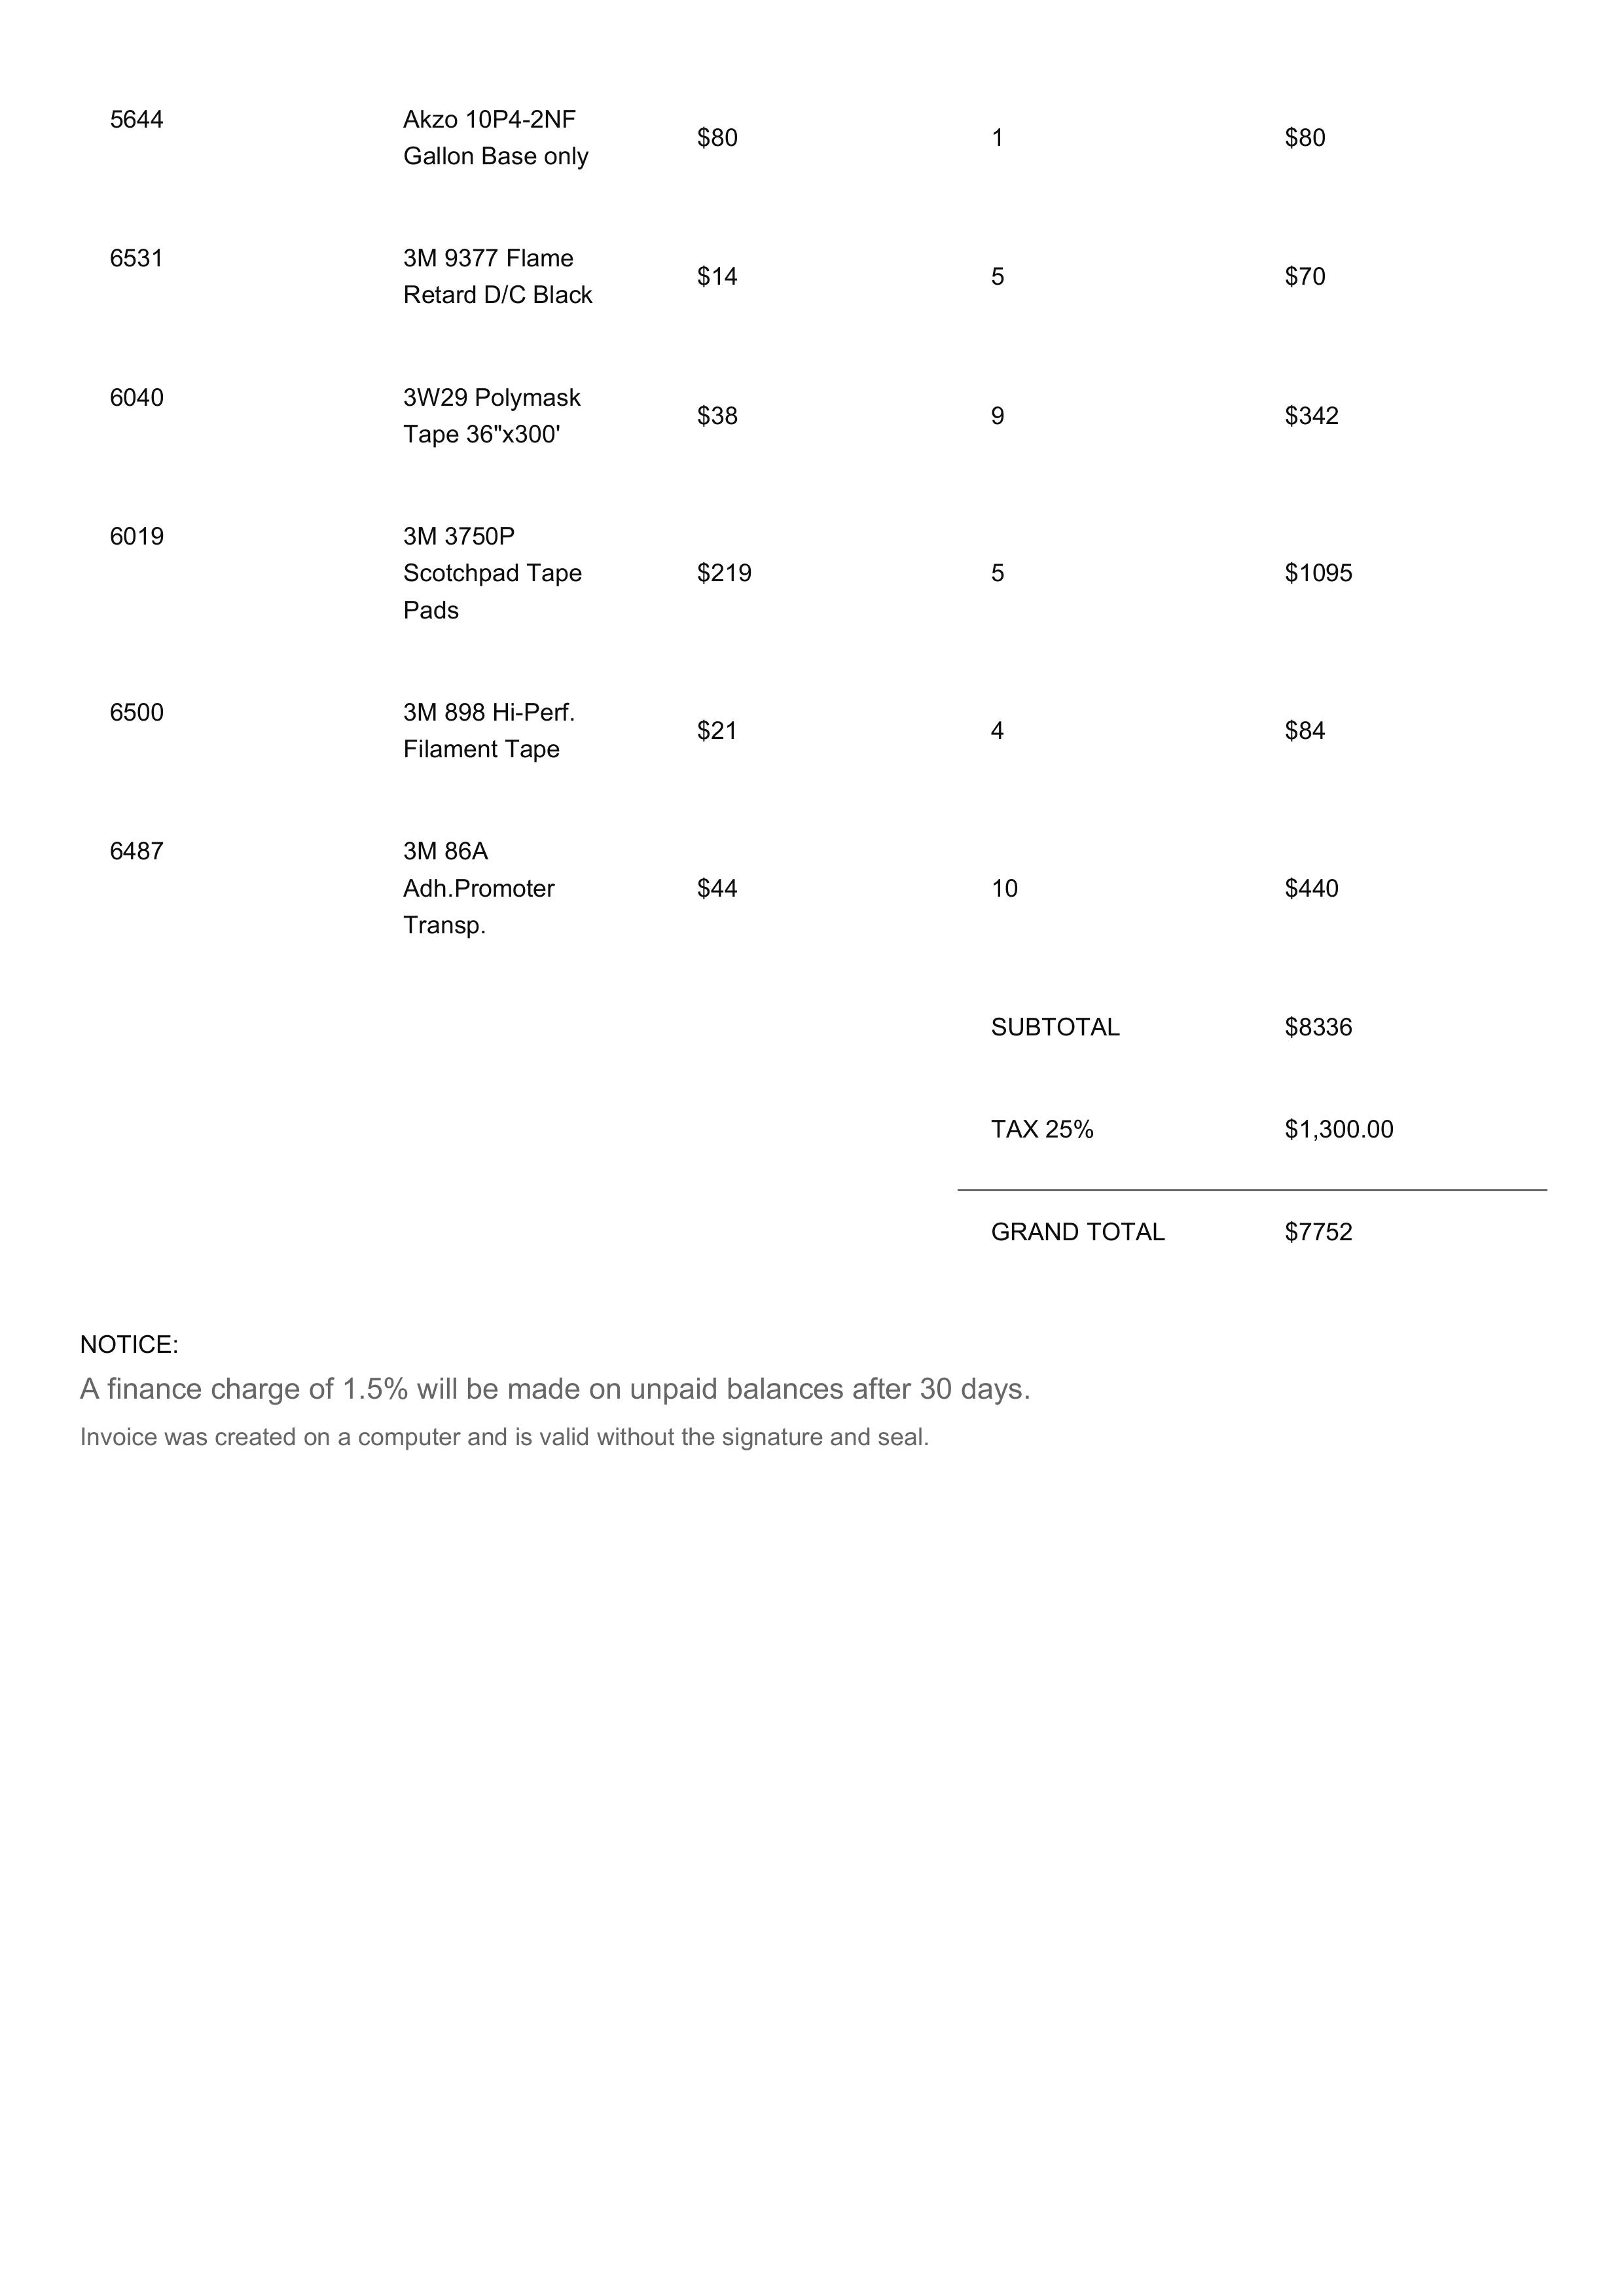 5644 Akzo 10P4-2NF $80 1 $80
Gallon Base only
6531 3M 9377 Flame $14 5 $70
Retard D/C Black
6040 3W29 Polymask $38 9 $342
Tape 36"x300'
6019 3M 3750P
Scotchpad Tape $219 5 $1095
Pads
6500 3M 898 Hi-Perf. $21 4 $84
Filament Tape
6487 3M 86A
Adh.Promoter $44 10 $440
Transp.
SUBTOTAL $8336
TAX 25% $1,300.00
GRAND TOTAL $7752
NOTICE:
A finance charge of 1.5% will be made on unpaid balances after 30 days.
Invoice was created on a computer and is valid without the signature and seal.